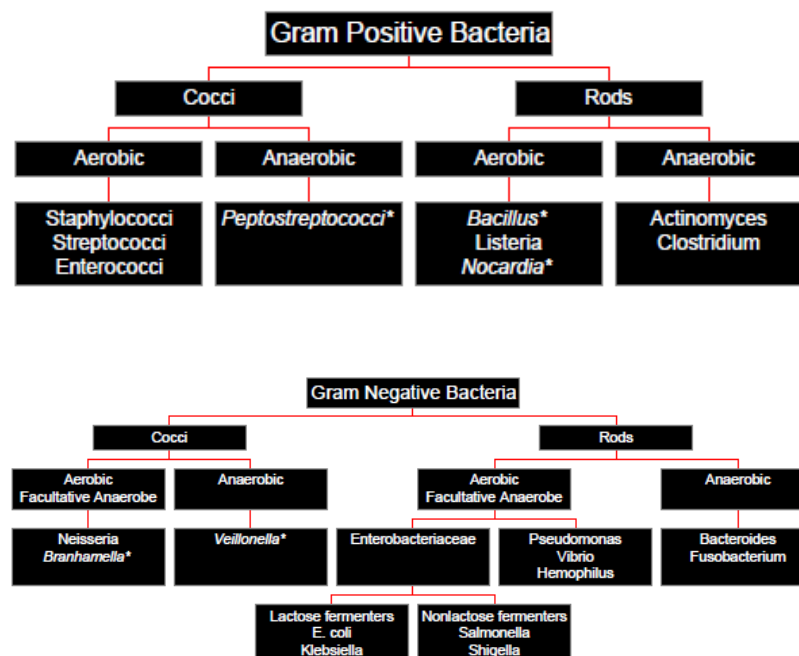 Gram Positive Bacteria
Cocci
Rods
Aerobic
Anaerobic
Aerobic
Anaerobic
Staphylococci
Streptococci
Enterococci
Peptostreptococci*
Bacillus*
Listeria
Nocardia*
Actinomyces
Clostridium
Gram Negative Bacteria
Cocci
Rods
Aerobic
Facultative Anaerobe
Anaerobic
Aerobic
Facultative Anaerobe
Anaerobic
Neisseria
Branhamella*
Veillonella*
Enterobacteriaceae
Pseudomonas
Vibrio
Hemophilus
Bacteroides
Fusobacterium
Lactose fermenters
E. coli
Klebsiella
Nonlactose fermenters
Salmonella
Shigella